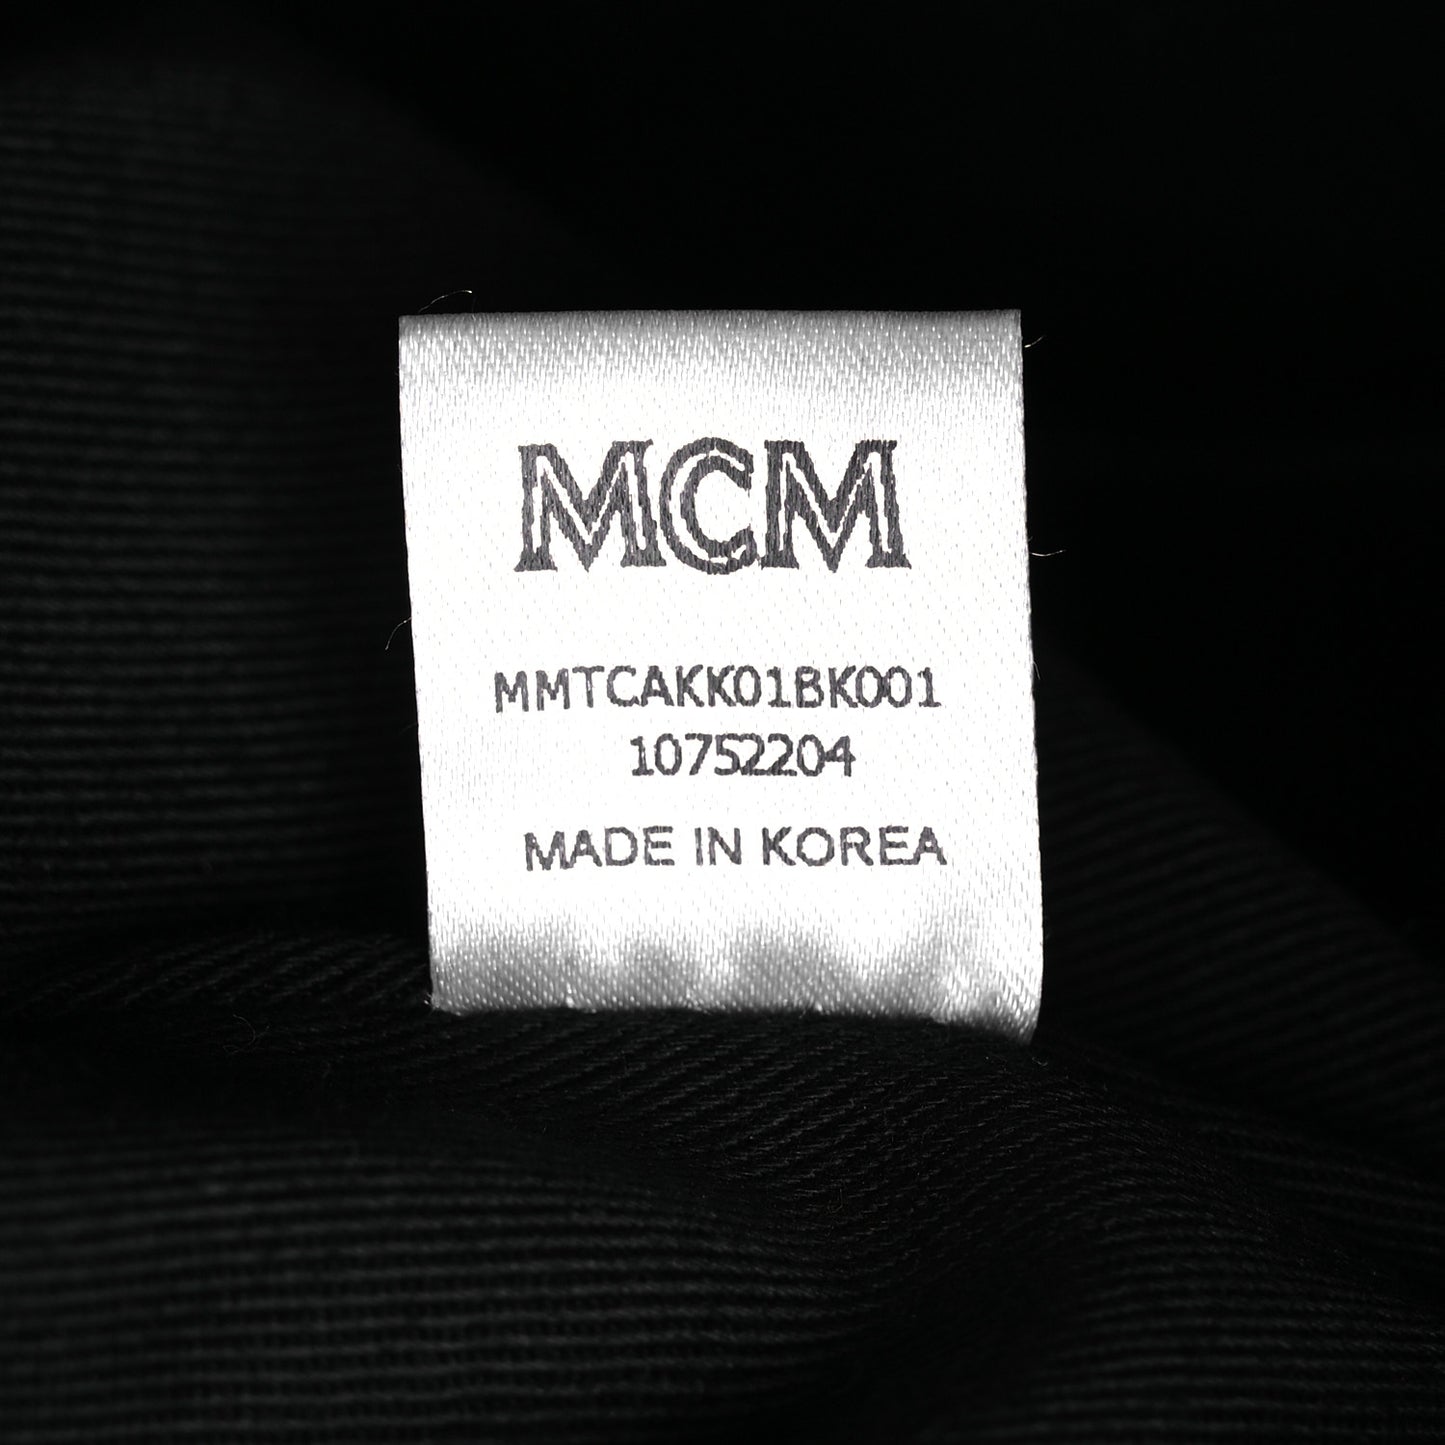 MCM
MMTCAKK01BK001
10752204
MADE IN KOREA